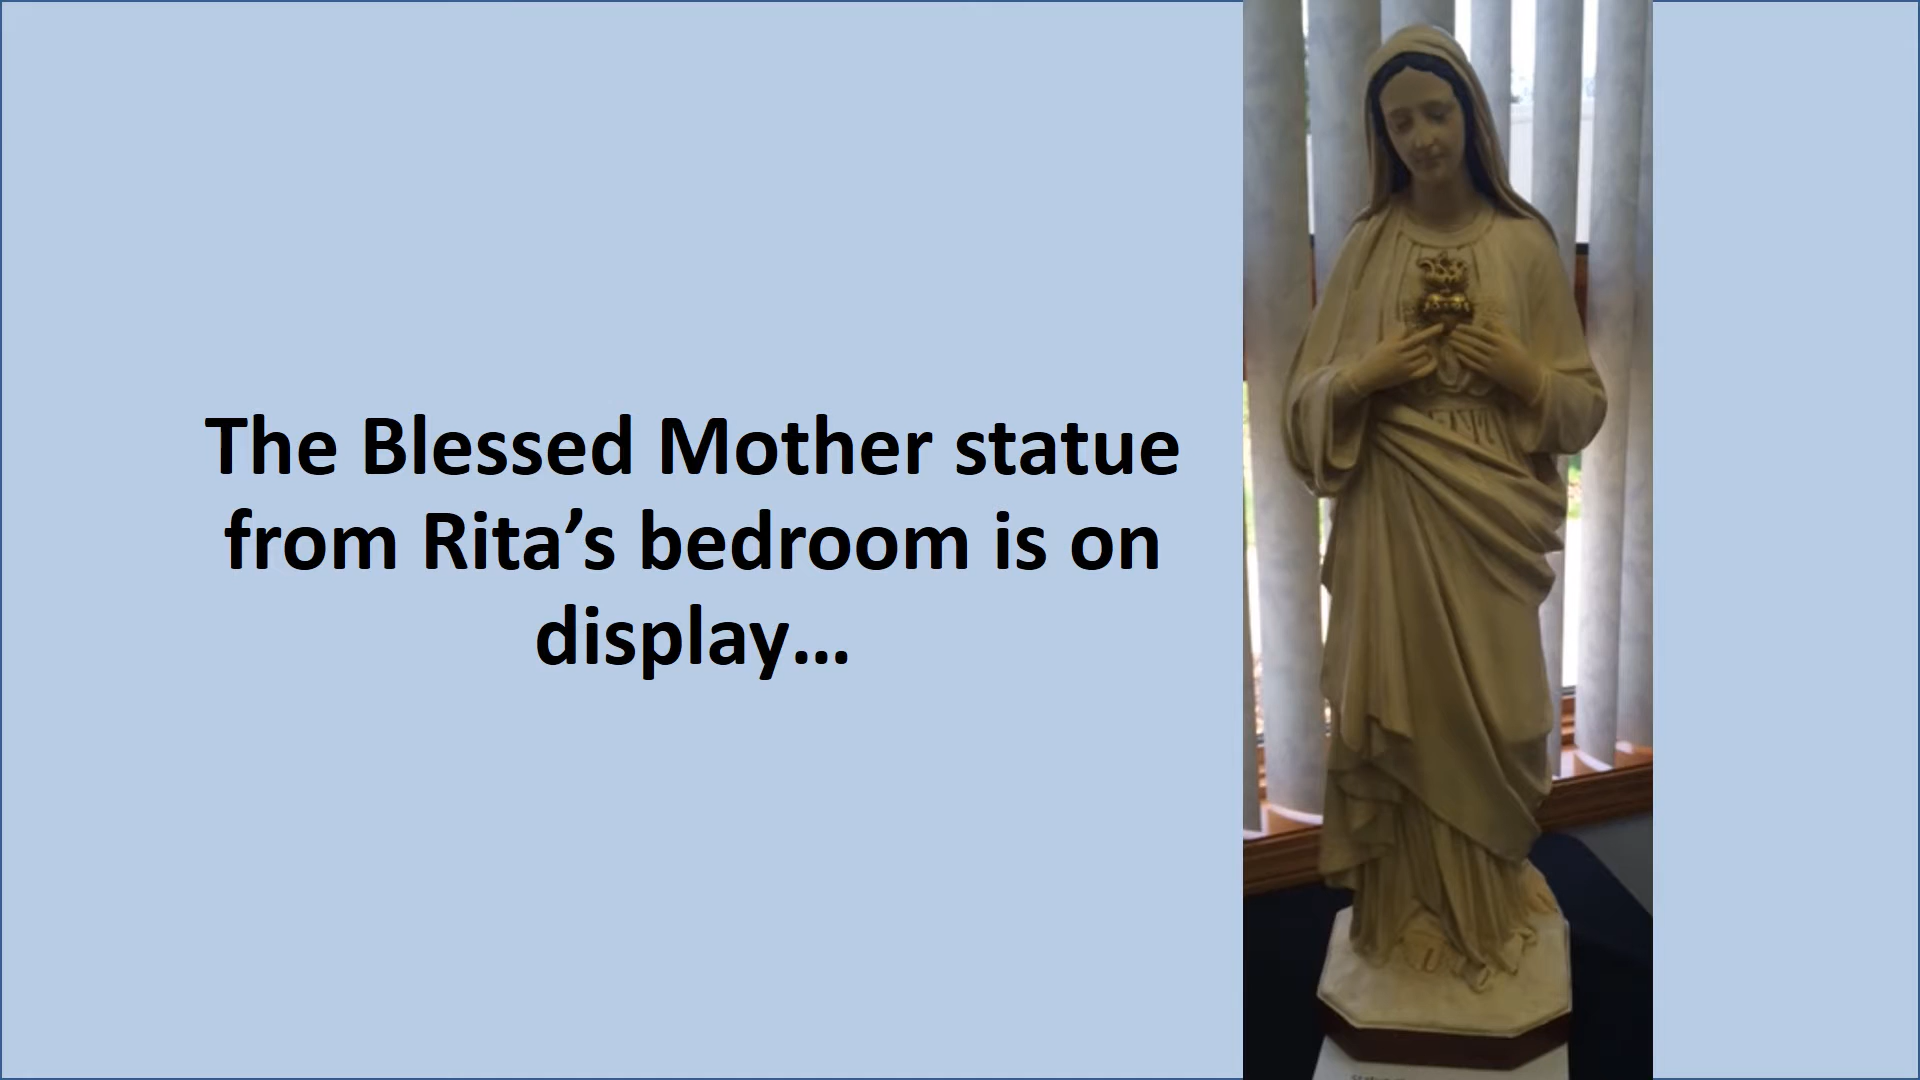 The Blessed Mother statue
from Rita’s bedroom is on
display…